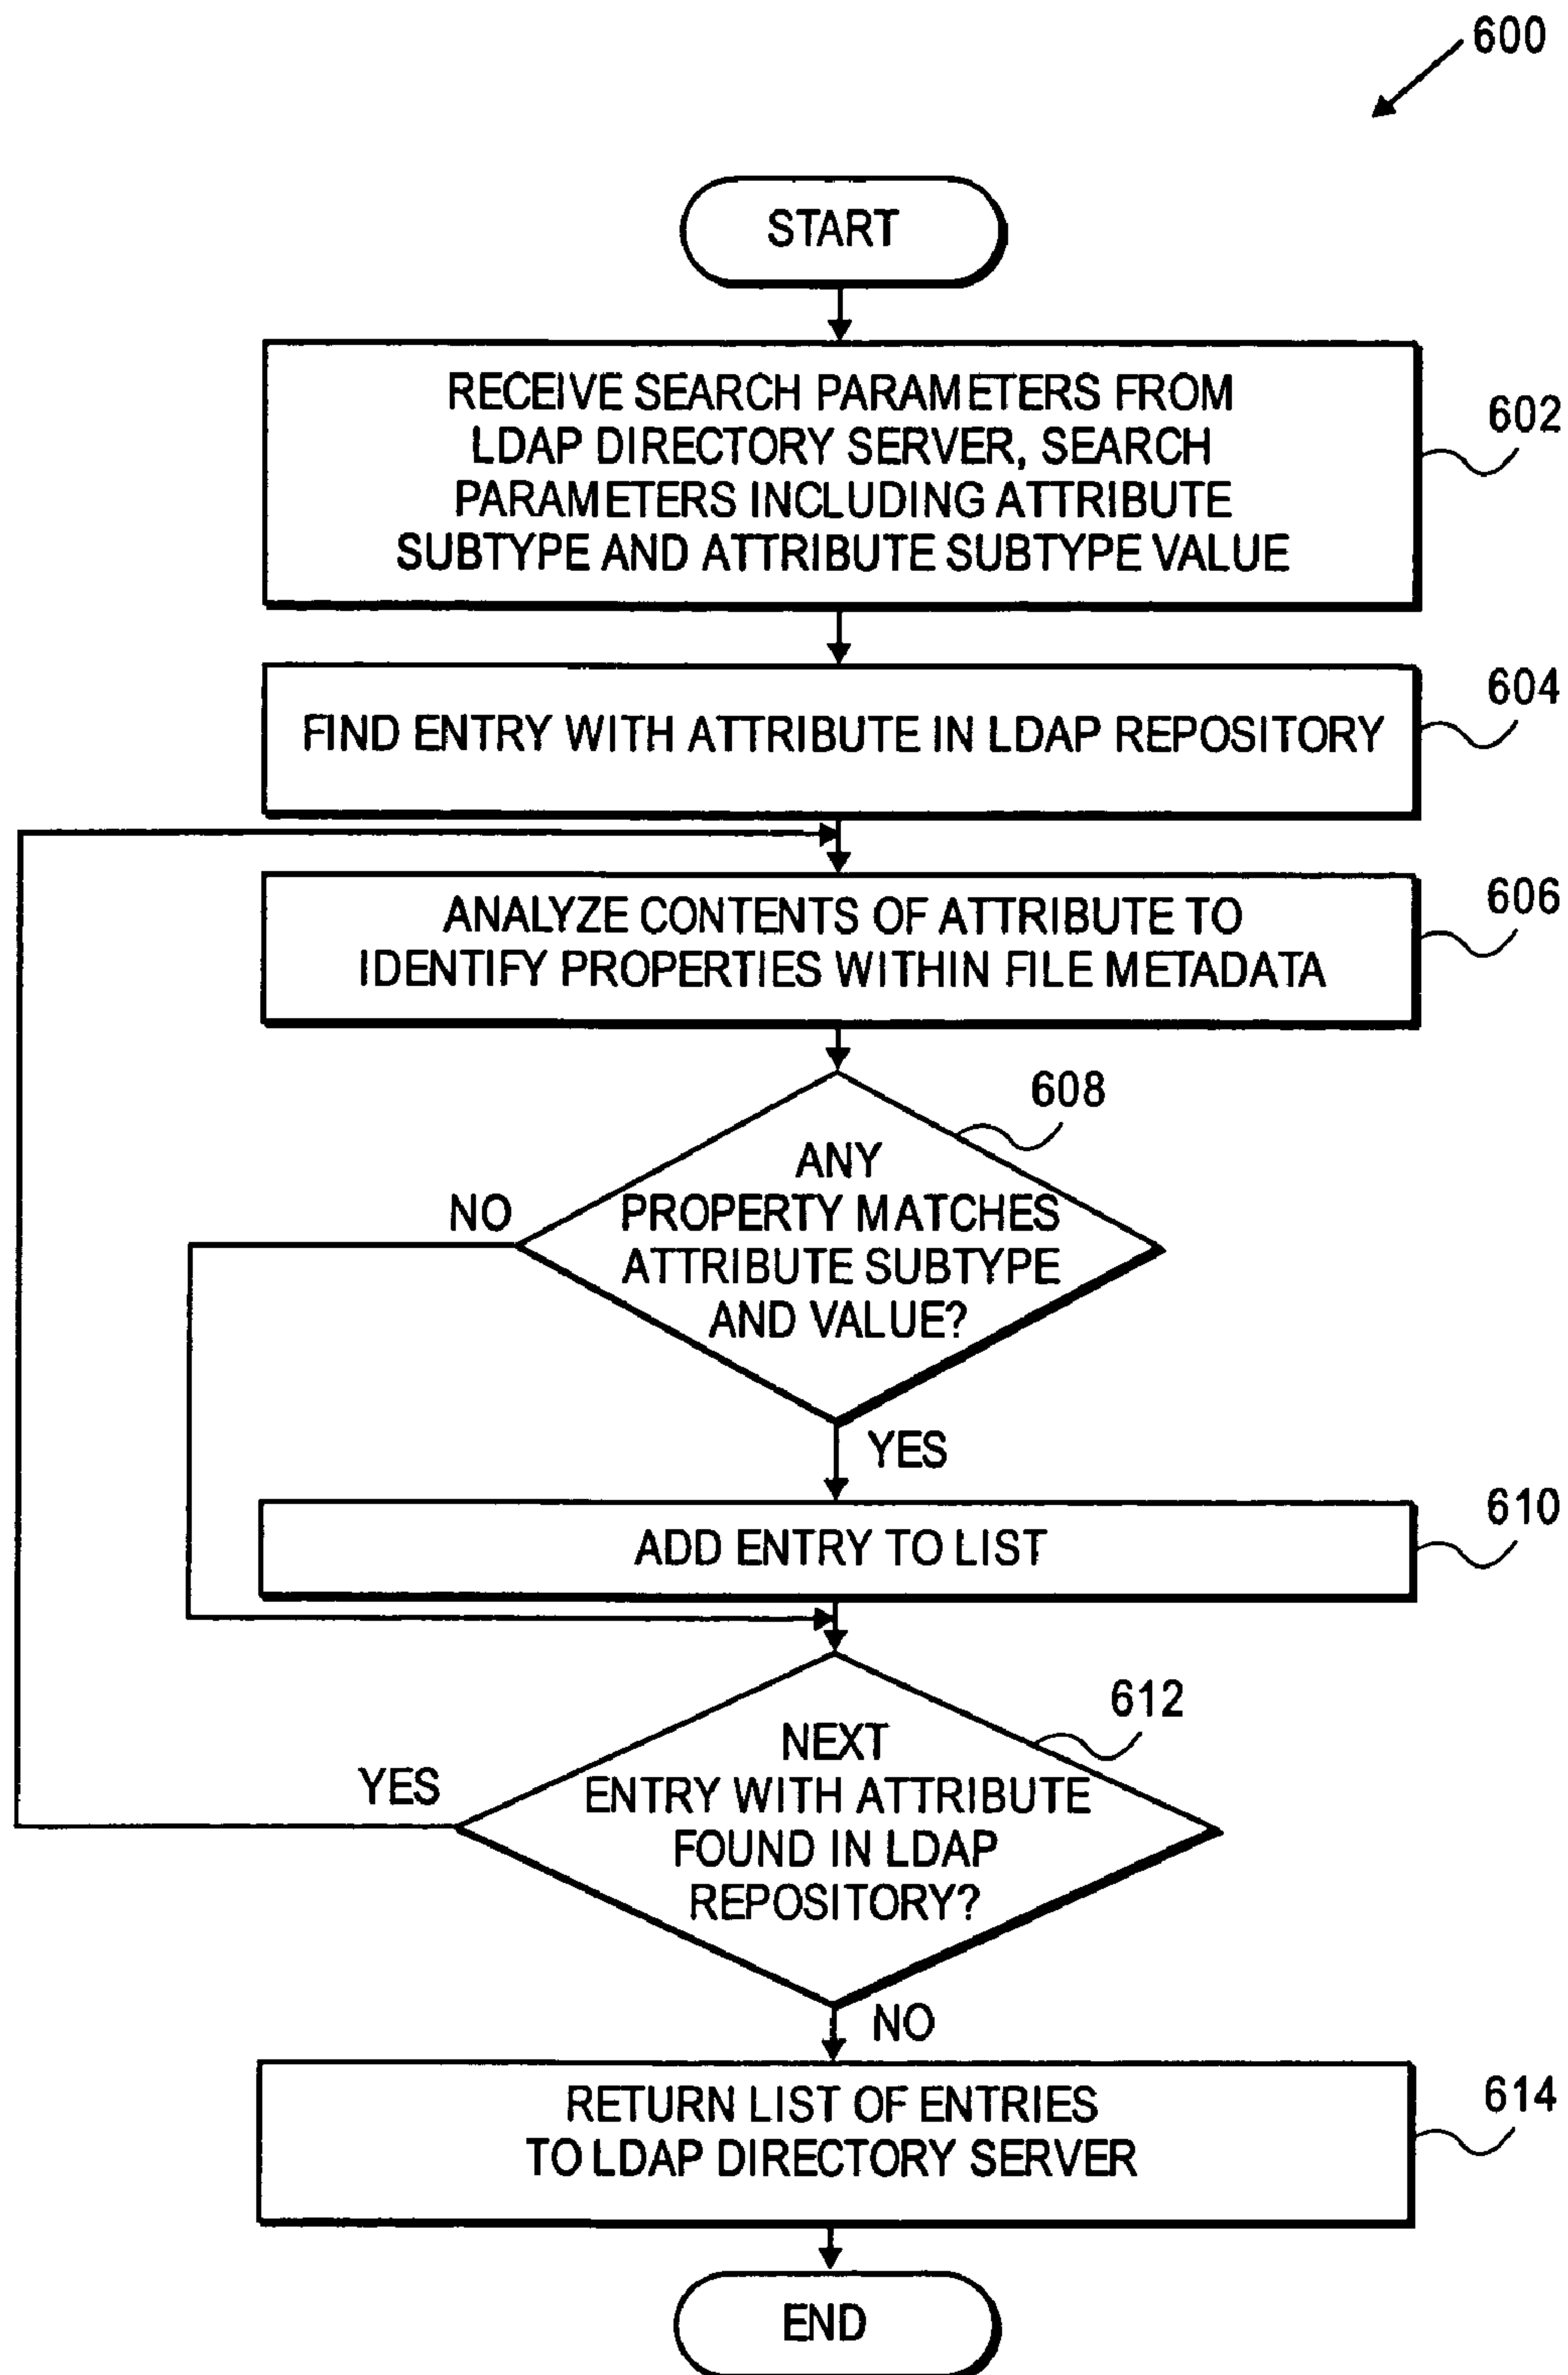 600
START
RECEIVE SEARCH PARAMETERS FROM
LDAP DIRECTORY SERVER, SEARCH
PARAMETERS INCLUDING ATTRIBUTE
SUBTYPE AND ATTRIBUTE SUBTYPE VALUE
602
FIND ENTRY WITH ATTRIBUTE IN LDAP REPOSITORY
604
ANALYZE CONTENTS OF ATTRIBUTE TO
IDENTIFY PROPERTIES WITHIN FILE METADATA
606
608
ANY
PROPERTY MATCHES
ATTRIBUTE SUBTYPE
AND VALUE?
NO
YES
ADD ENTRY TO LIST
610
612
NEXT
ENTRY WITH ATTRIBUTE
FOUND IN LDAP
REPOSITORY?
YES
NO
RETURN LIST OF ENTRIES
TO LDAP DIRECTORY SERVER
614
END